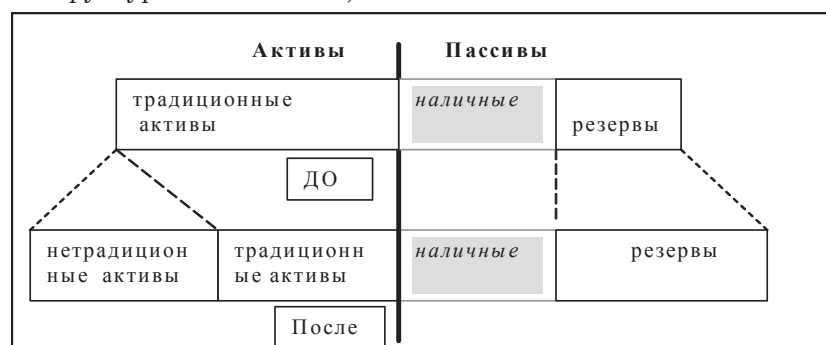 Активы Пассивы
традиционные
активы
наличные
резервы
ДО
нетрадицион
ные активы
традиционн
ые активы
наличные
резервы
После